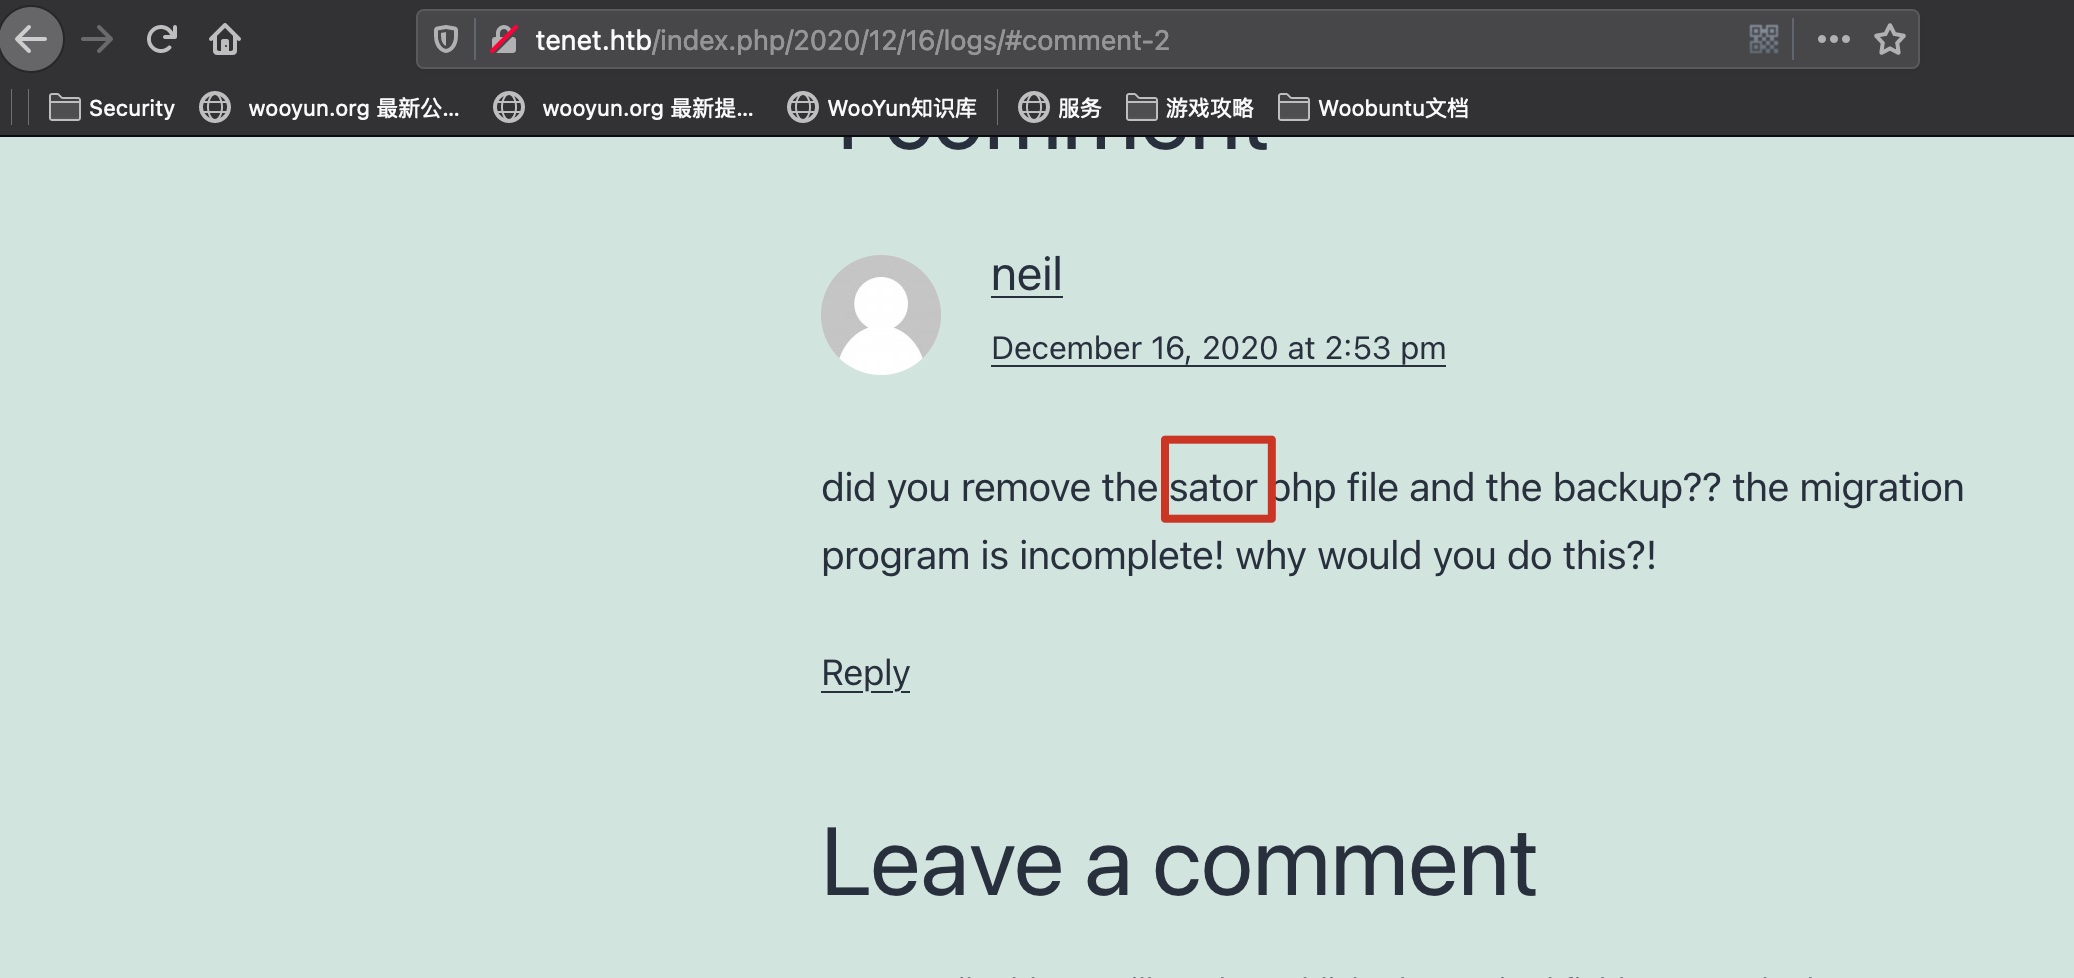 tenet.htb/index.php/2020/12/16/logs/#comment-2
Security wooyun.org 最新公... wooyun.org 最新提... WooYun知识库 服务 游戏攻略 Woobuntu文档
1 comment
neil
December 16, 2020 at 2:53 pm
did you remove the sator php file and the backup?? the migration
program is incomplete! why would you do this?!
Reply
Leave a comment